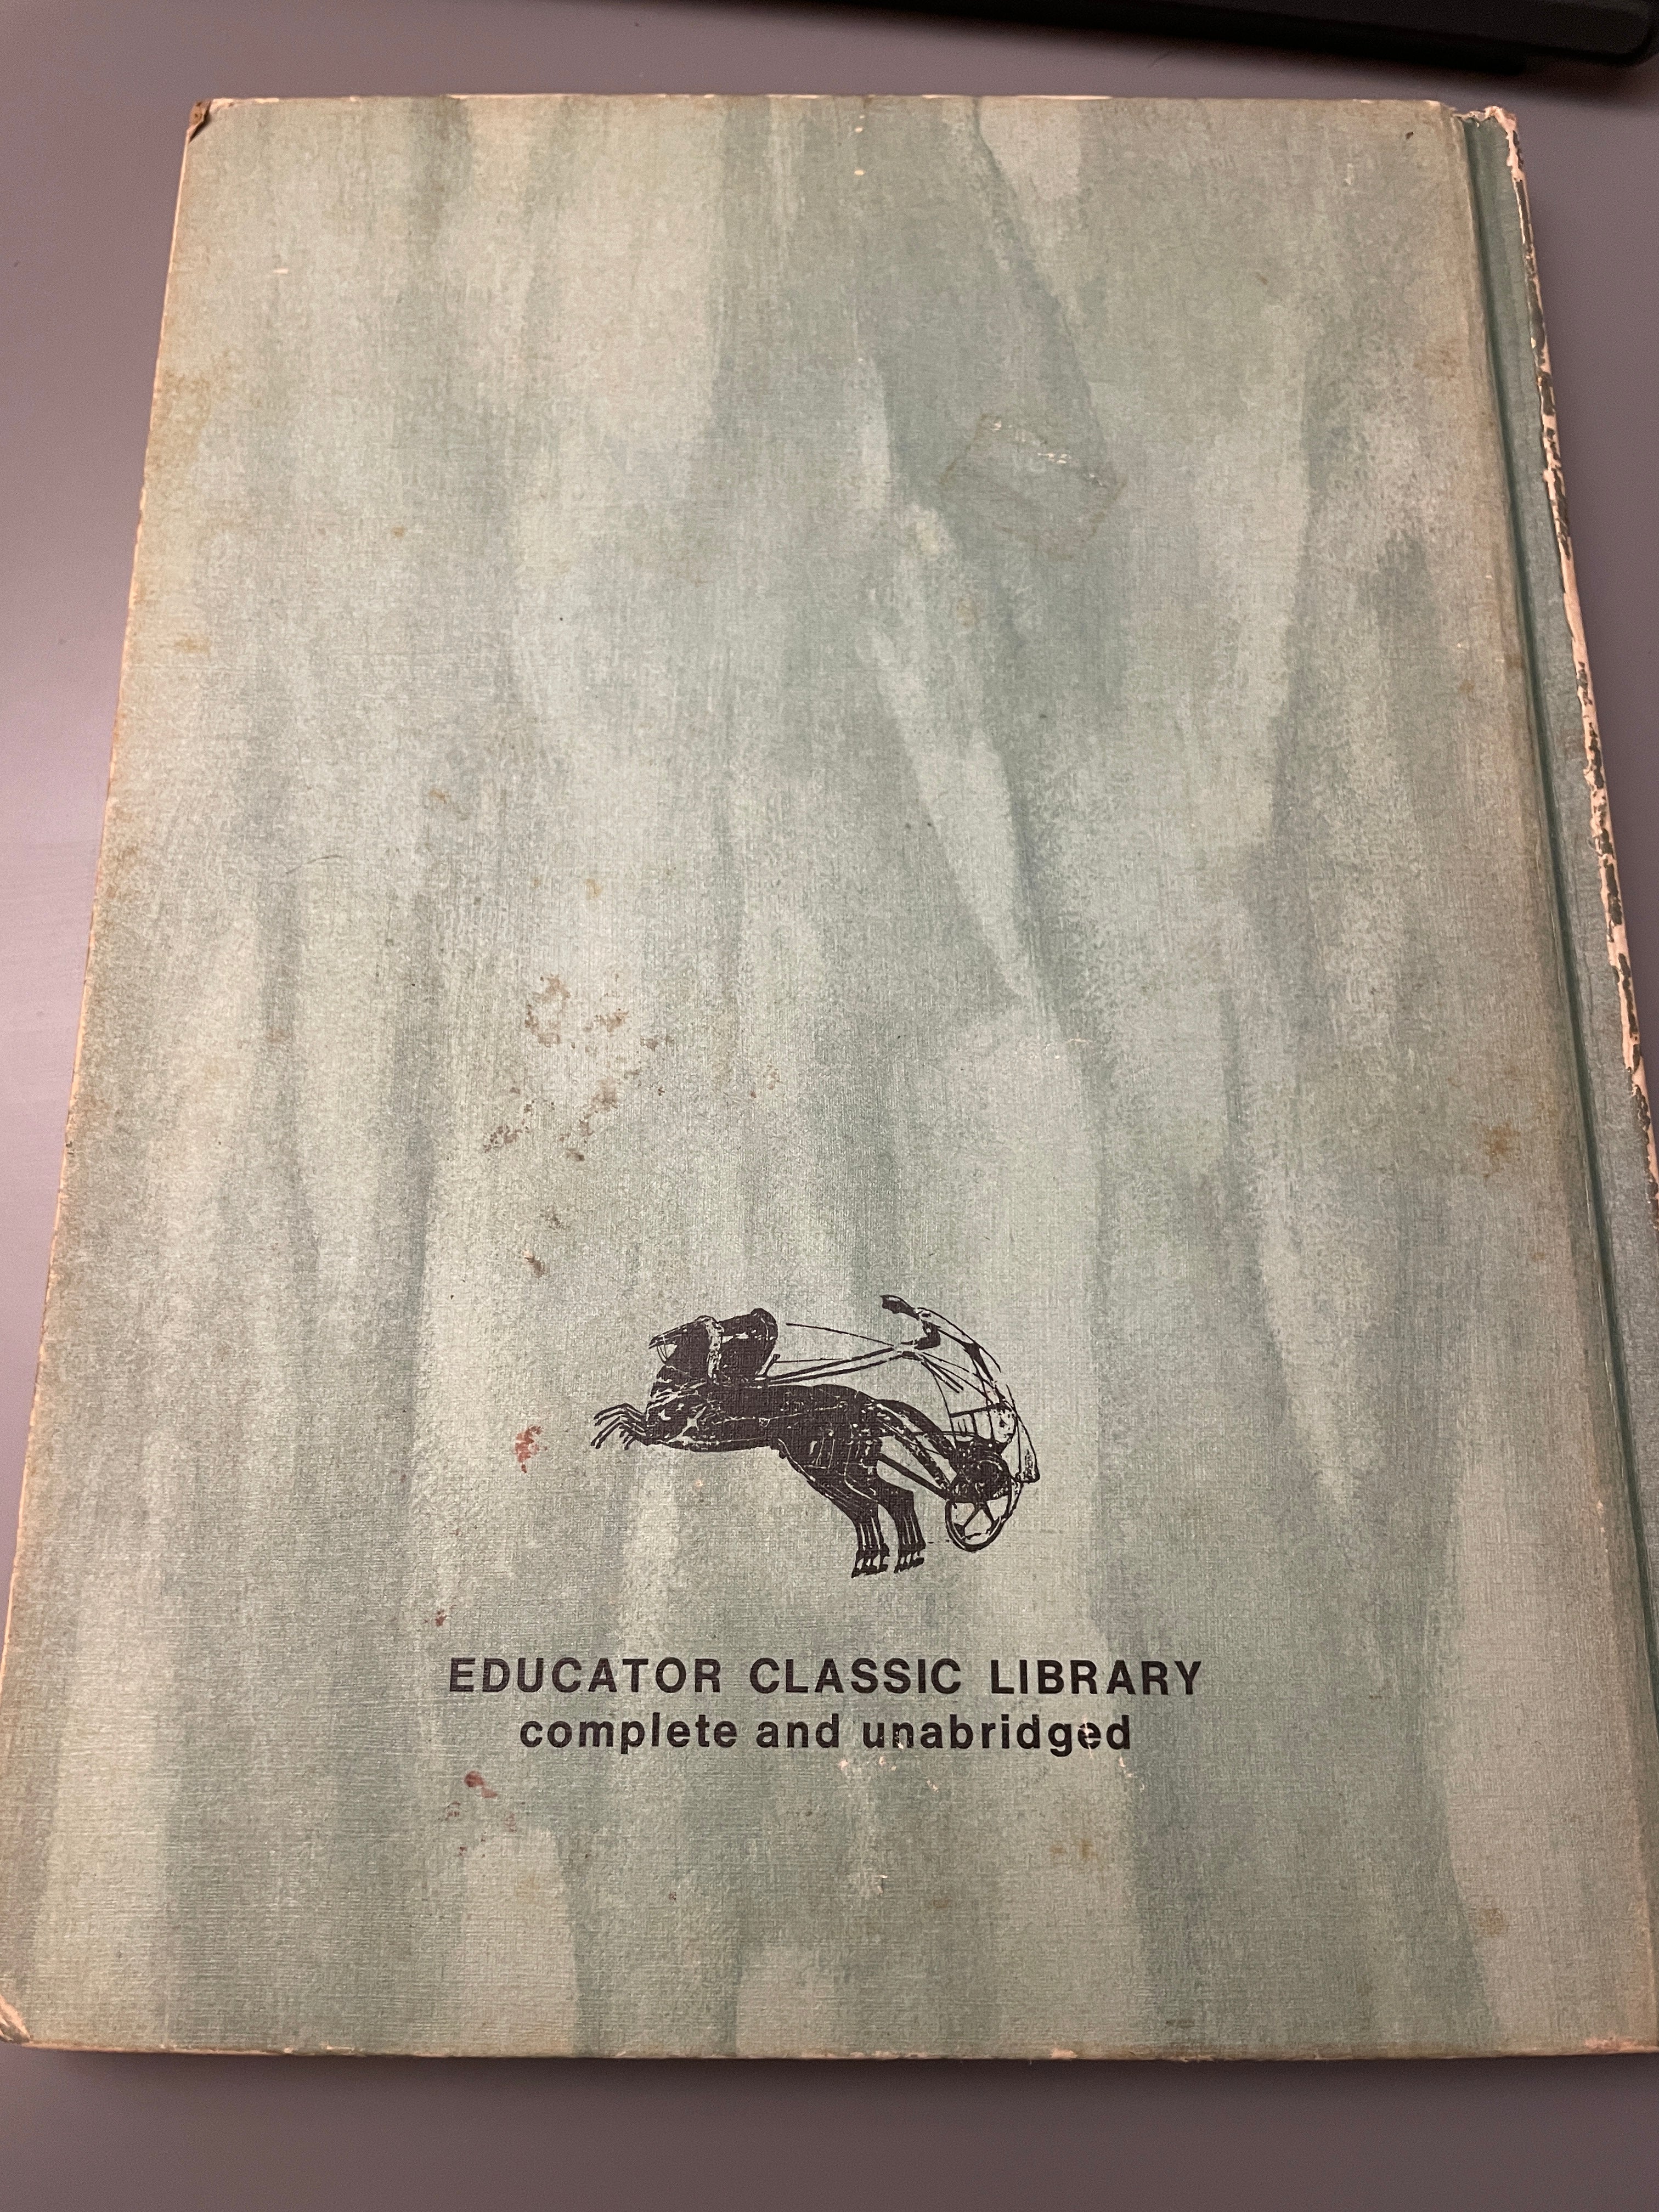 EDUCATOR CLASSIC LIBRARY
complete and unabridged